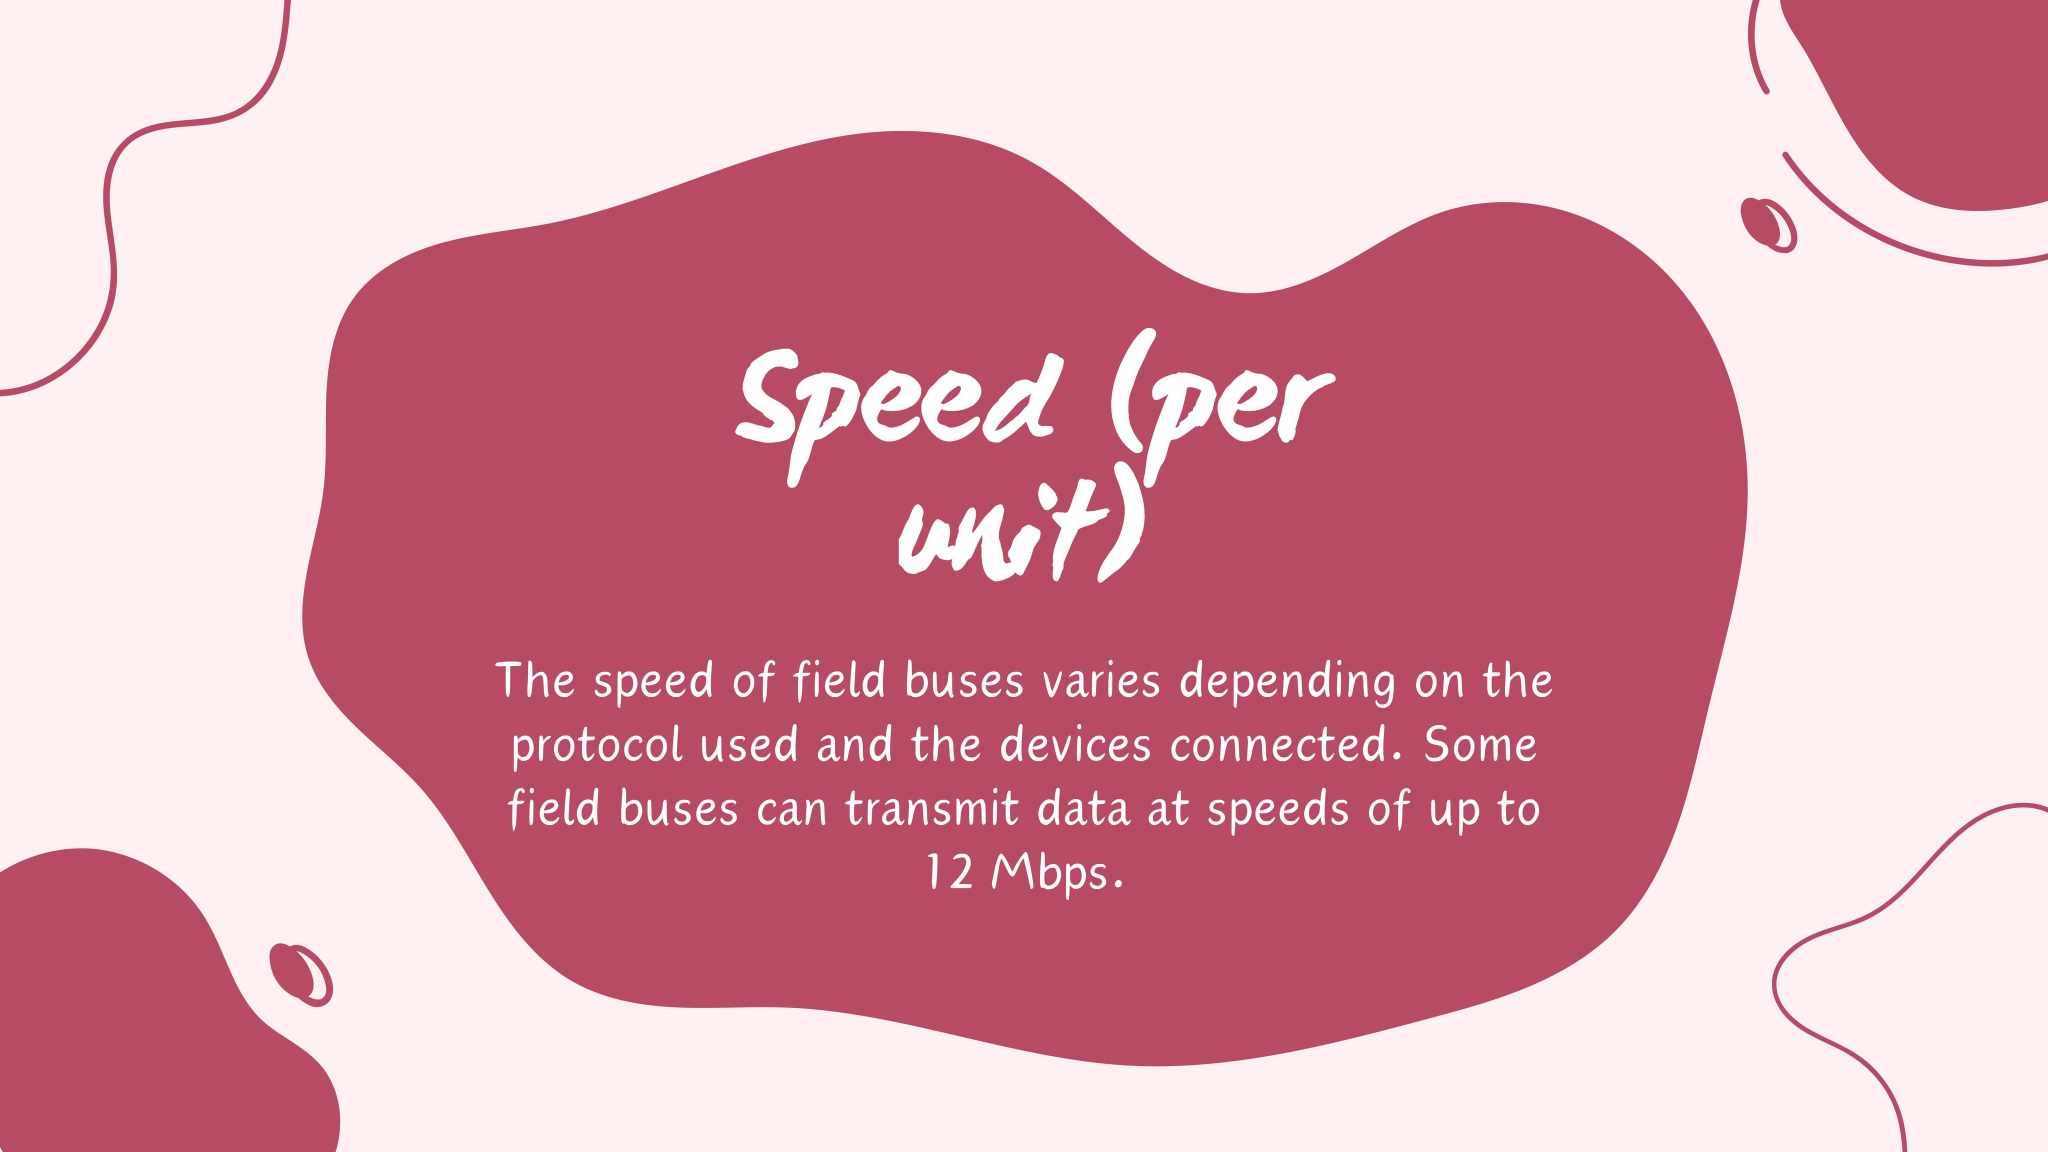 Speed (per
unit)
The speed of field buses varies depending on the
protocol used and the devices connected. Some
field buses can transmit data at speeds of up to
12 Mbps.